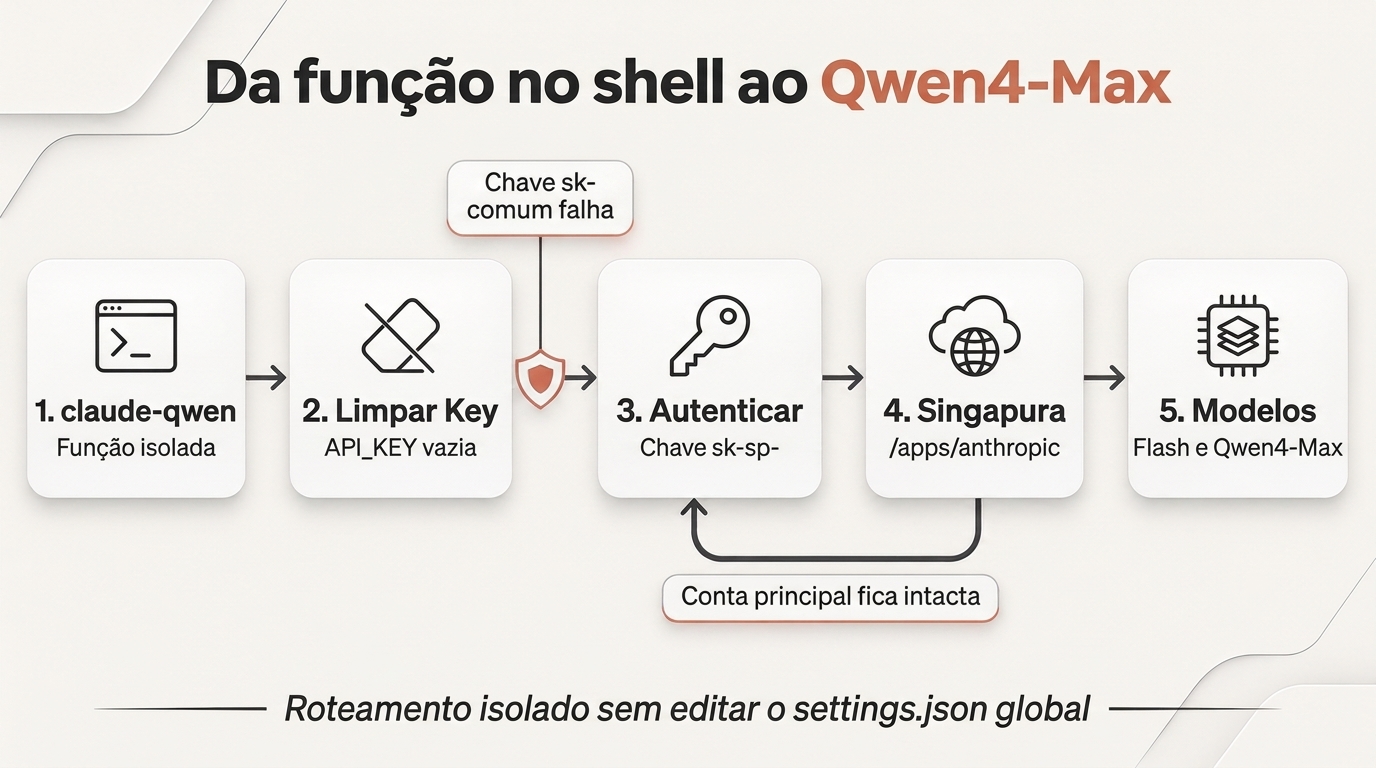 Da função no shell ao Qwen4-Max
Chave sk-
comum falha
1. claude-qwen
Função isolada
2. Limpar Key
API_KEY vazia
3. Autenticar
Chave sk-sp-
4. Singapura
/apps/anthropic
5. Modelos
Flash e Qwen4-Max
Conta principal fica intacta
Roteamento isolado sem editar o settings.json global